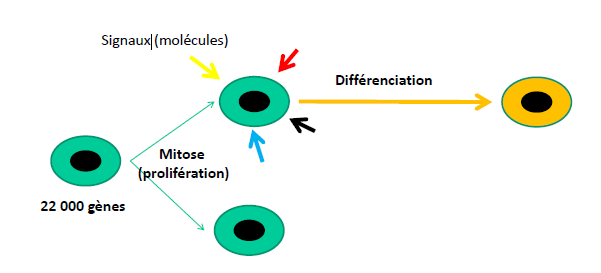 Signaux (molécules)
Différenciation
Mitose
(prolifération)
22 000 gènes